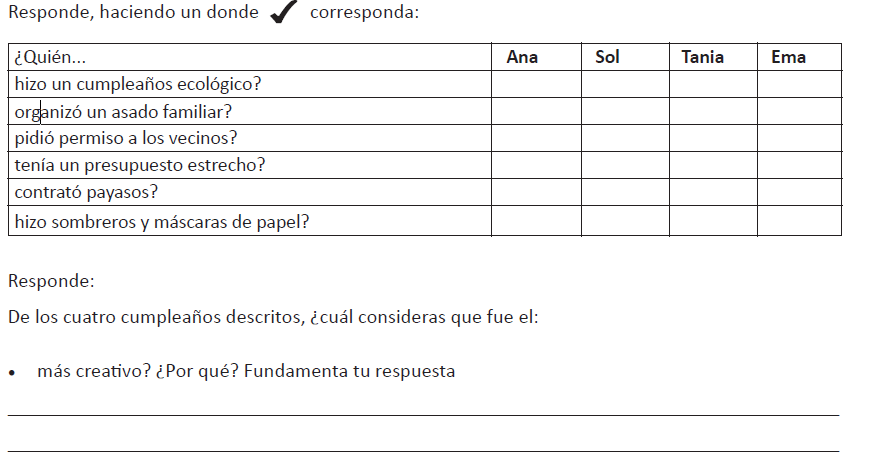 Responde, haciendo un donde ✓ corresponda:
¿Quién... Ana Sol Tania Ema
hizo un cumpleaños ecológico?
organizó un asado familiar?
pidió permiso a los vecinos?
tenía un presupuesto estrecho?
contrató payasos?
hizo sombreros y máscaras de papel?
Responde:
De los cuatro cumpleaños descritos, ¿cuál consideras que fue el:
• más creativo? ¿Por qué? Fundamenta tu respuesta